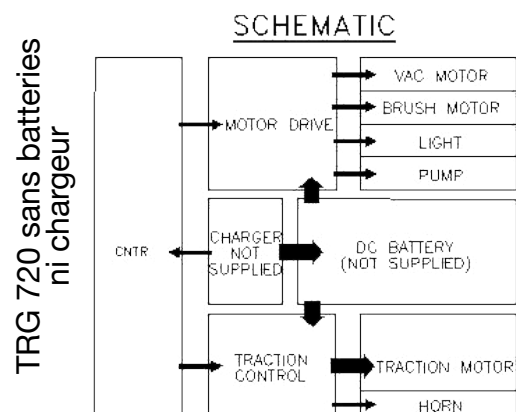 SCHEMATIC
TRG 720 sans batteries
ni chargeur
CNTR
MOTOR DRIVE
VAC MOTOR
BRUSH MOTOR
LIGHT
PUMP
CHARGER
NOT
SUPPLIED
DC BATTERY
(NOT SUPPLIED)
TRACTION
CONTROL
TRACTION MOTOR
HORN